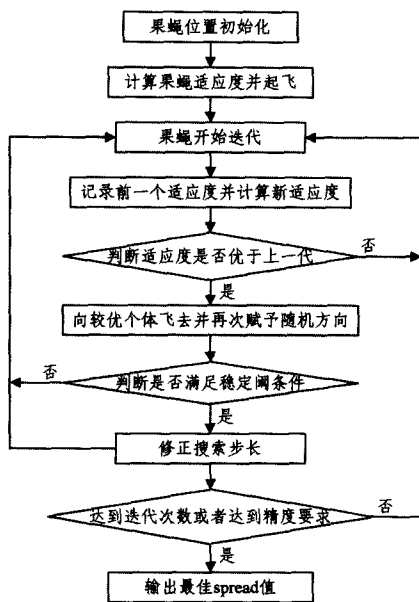 果蝇位置初始化
计算果蝇适应度并起飞
果蝇开始迭代
记录前一个适应度并计算新适应度
判断适应度是否优于上一代
否
是
向较优个体飞去并再次赋予随机方向
否
判断是否满足稳定阈条件
是
修正搜索步长
达到迭代次数或者达到精度要求
否
是
输出最佳spread值